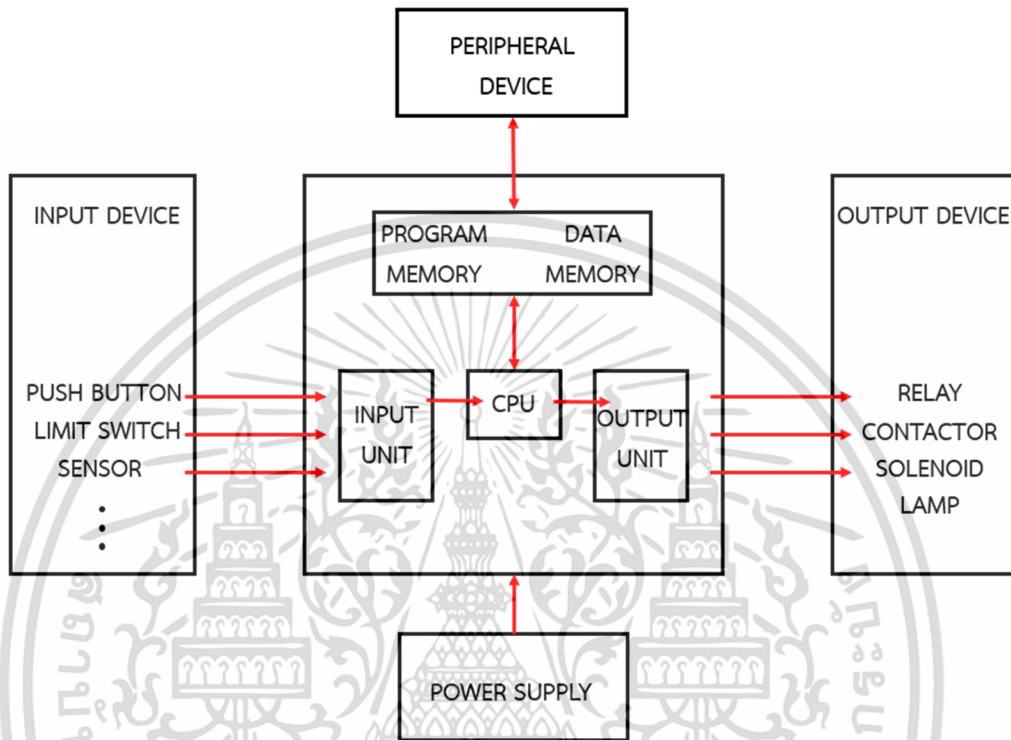 PERIPHERAL
DEVICE
INPUT DEVICE
OUTPUT DEVICE
PROGRAM DATA
MEMORY MEMORY
PUSH BUTTON
LIMIT SWITCH
SENSOR
INPUT
UNIT
CPU
OUTPUT
UNIT
RELAY
CONTACTOR
SOLENOID
LAMP
POWER SUPPLY